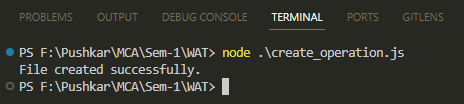 PROBLEMS OUTPUT DEBUG CONSOLE TERMINAL PORTS GITLENS
PS F:\Pushkar\MCA\Sem-1\WAT> node .\create_operation.js
File created successfully.
PS F:\Pushkar\MCA\Sem-1\WAT>